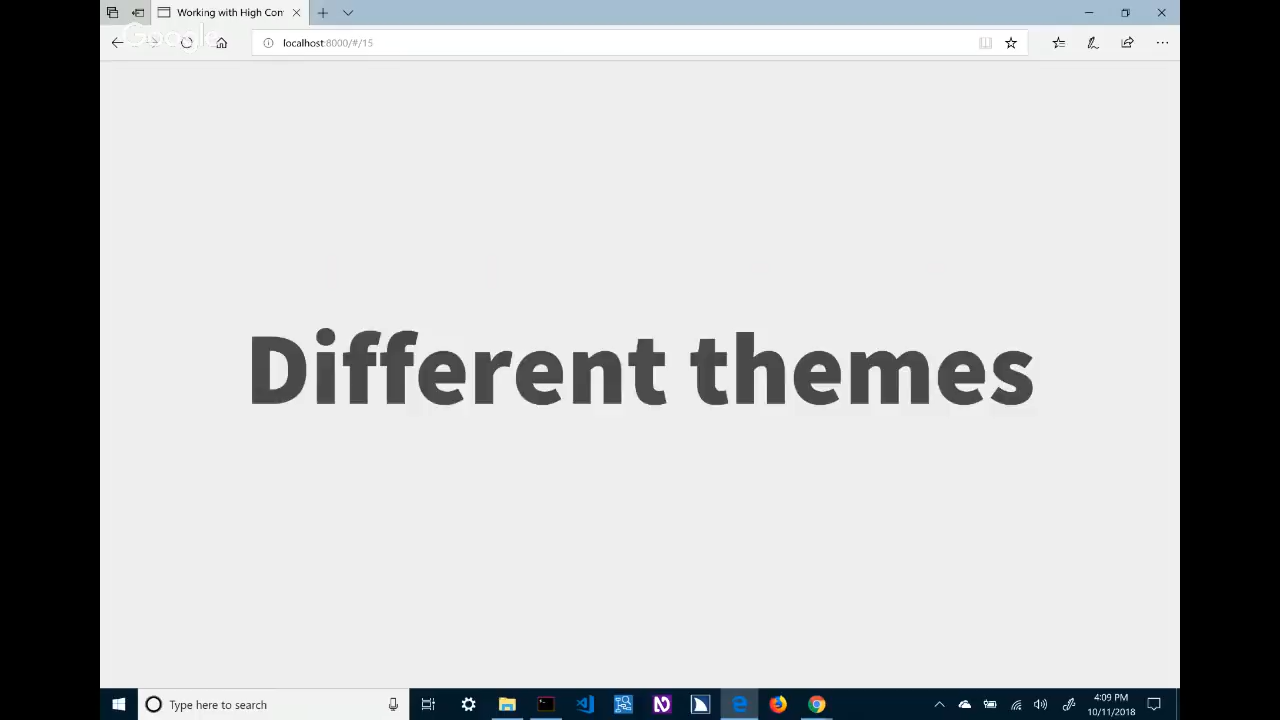 Working with High Con
Google
localhost:8000/#/15
Different themes
Type here to search
4:09 PM
10/11/2018